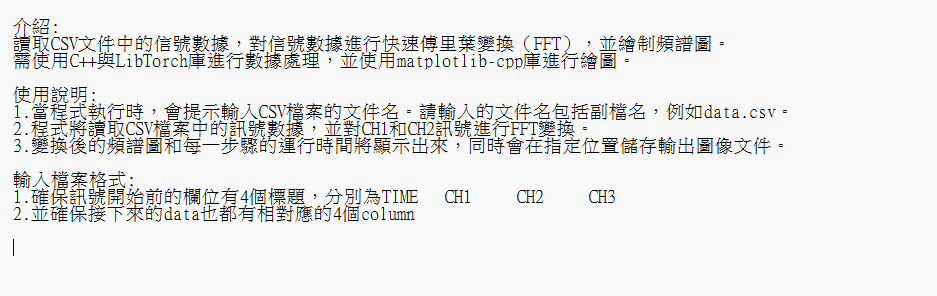 介紹:
讀取CSV文件中的信號數據，對信號數據進行快速傅里葉變換（FFT），並繪制頻譜圖。
需使用C++與LibTorch庫進行數據處理，並使用matplotlib-cpp庫進行繪圖。
使用說明:
1.當程式執行時，會提示輸入CSV檔案的文件名。請輸入的文件名包括副檔名，例如data.csv。
2.程式將讀取CSV檔案中的訊號數據，並對CH1和CH2訊號進行FFT變換。
3.變換後的頻譜圖和每一步驟的運行時間將顯示出來，同時會在指定位置儲存輸出圖像文件。
輸入檔案格式:
1.確保訊號開始前的欄位有4個標題，分別為TIME CH1 CH2 CH3
2.並確保接下來的data也都有相對應的4個column